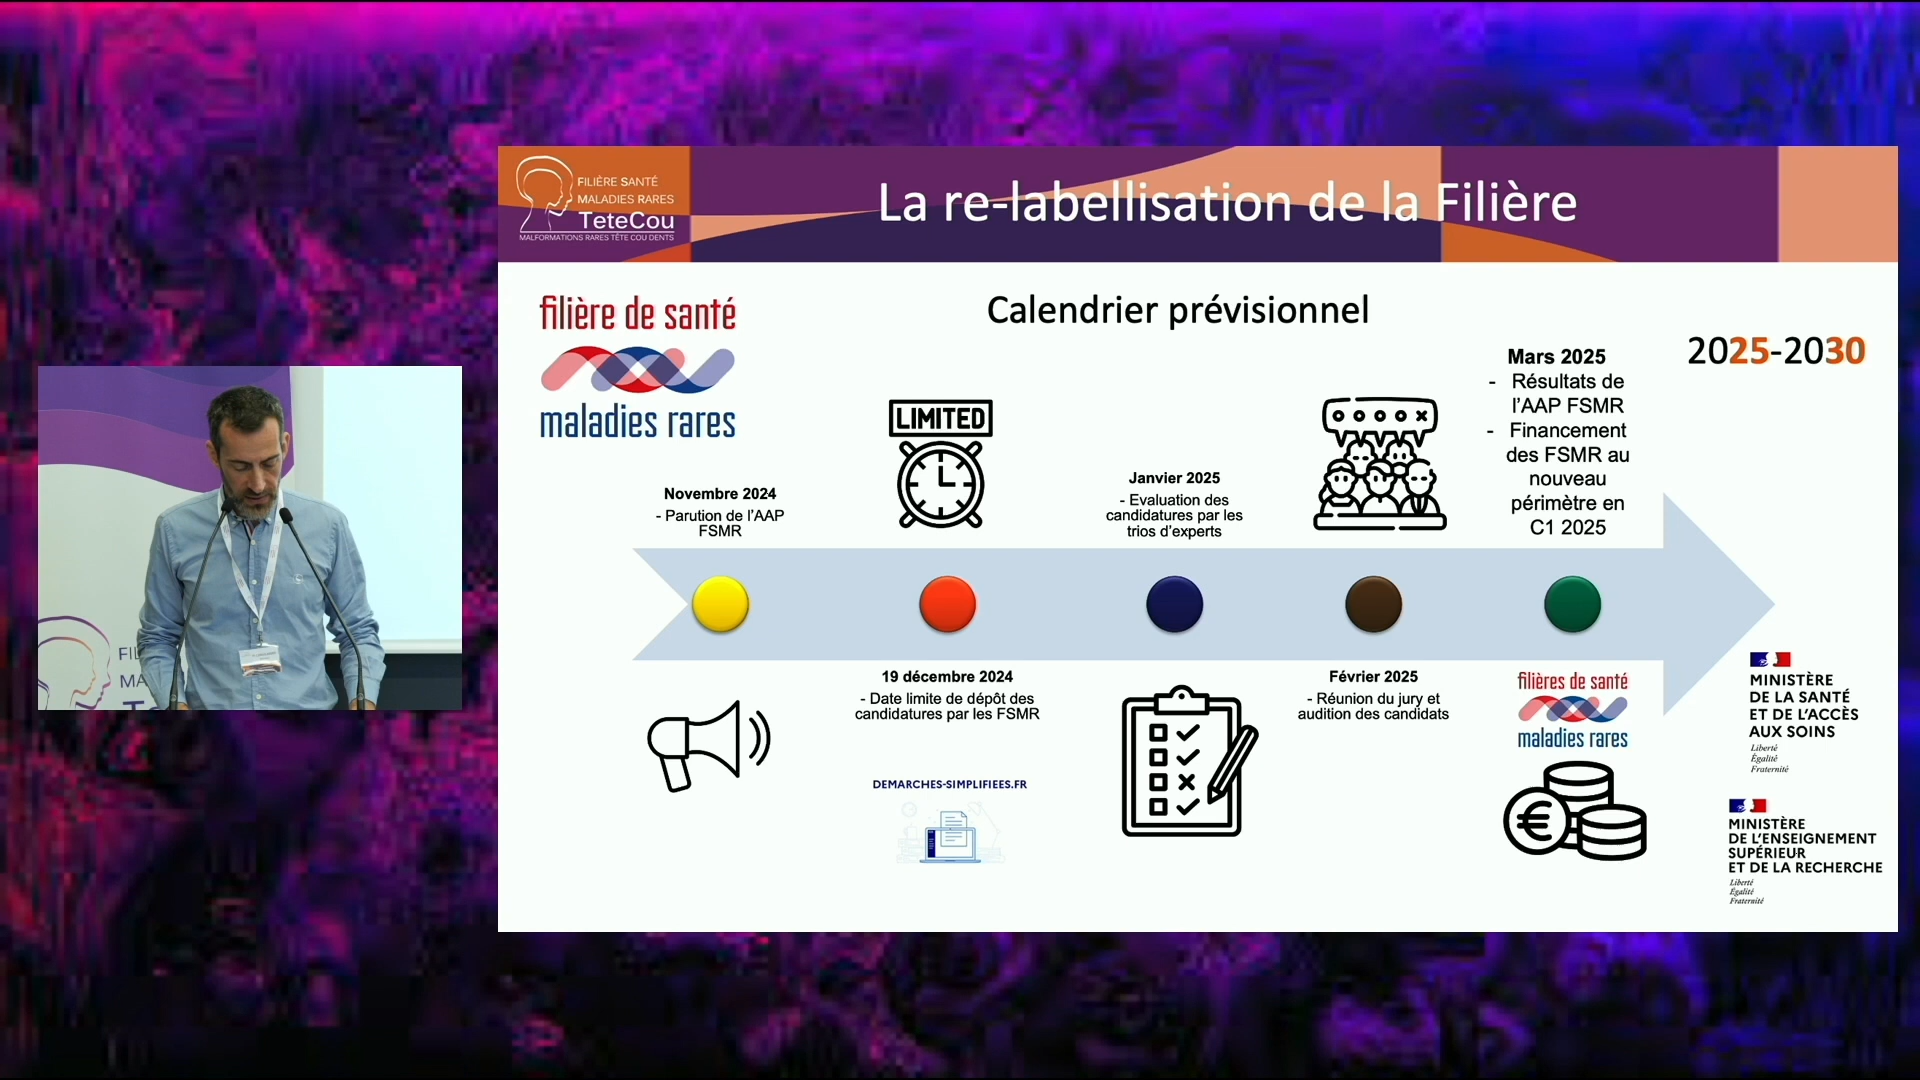 FILIÈRE SANTÉ
MALADIES RARES
TeteCou
MALFORMATIONS RARES TÊTE COU DENTS
La re-labellisation de la Filière
filière de santé
maladies rares
Calendrier prévisionnel
2025-2030
Novembre 2024
- Parution de l'AAP
FSMR
LIMITED
Janvier 2025
- Evaluation des
candidatures par les
trios d'experts
Mars 2025
- Résultats de
l'AAP FSMR
- Financement
des FSMR au
nouveau
périmètre en
C1 2025
19 décembre 2024
- Date limite de dépôt des
candidatures par les FSMR
DEMARCHES-SIMPLIFIEES.FR
Février 2025
- Réunion du jury et
audition des candidats
filières de santé
maladies rares
€
MINISTÈRE
DE LA SANTÉ
ET DE L'ACCÈS
AUX SOINS
Liberté
Égalité
Fraternité
MINISTÈRE
DE L'ENSEIGNEMENT
SUPÉRIEUR
ET DE LA RECHERCHE
Liberté
Égalité
Fraternité
FIL
MA